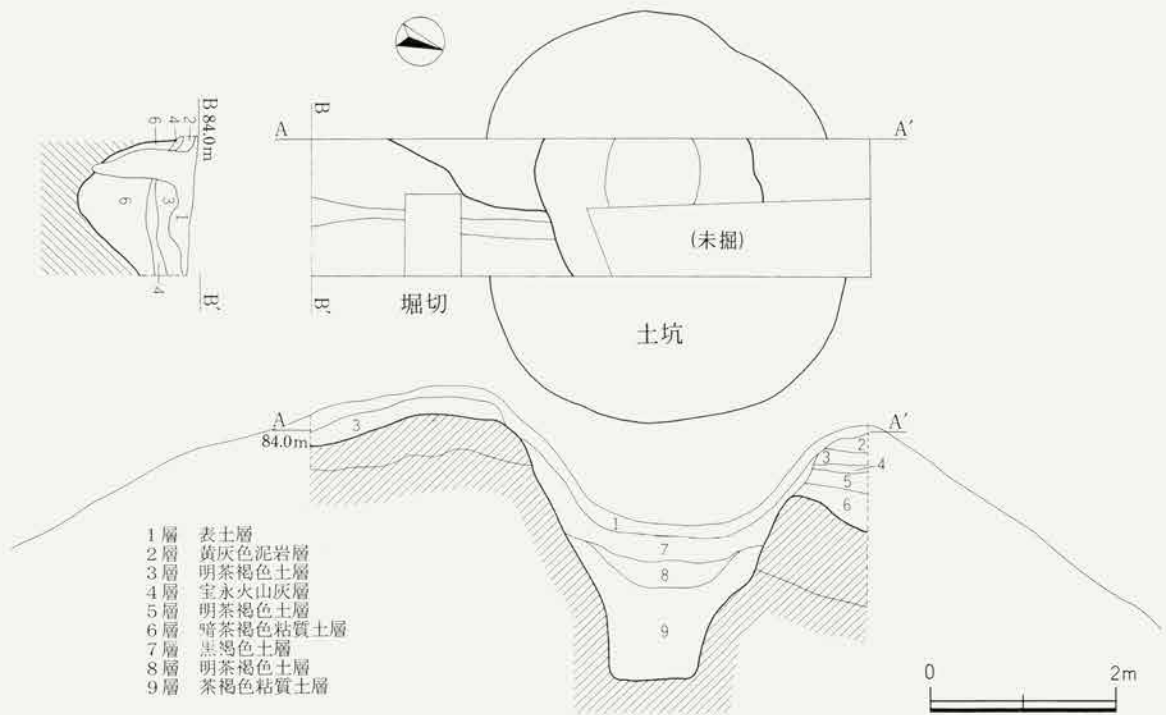 B 84.0m
2
4
6
6
3
1
4
B'
B
A
A'
(未掘)
B'
堀切
土坑
A
84.0m
3
A'
2
3
4
5
6
1
7
8
9
1層 表土層
2層 黄灰色泥岩層
3層 明茶褐色土層
4層 宝永火山灰層
5層 明茶褐色土層
6層 暗茶褐色粘質土層
7層 黒褐色土層
8層 明茶褐色土層
9層 茶褐色粘質土層
0 2m